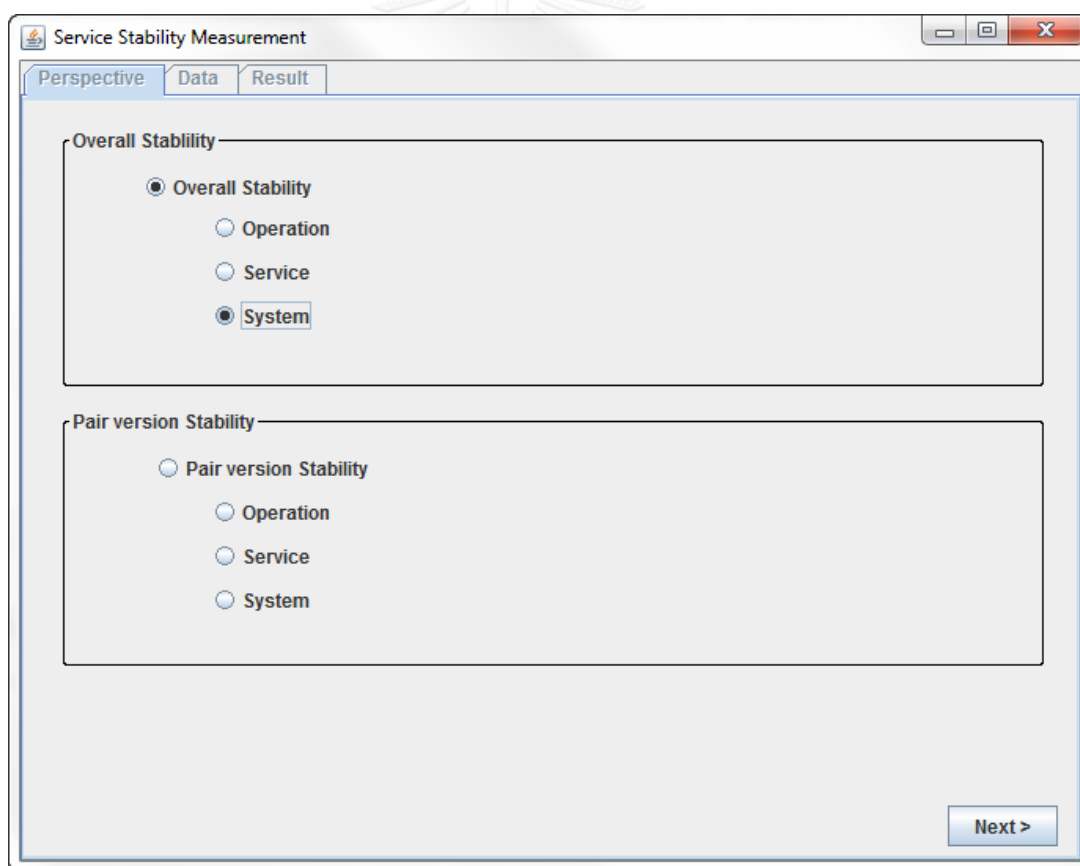 Service Stability Measurement
Perspective Data Result
Overall Stablility
Overall Stability
Operation
Service
System
Pair version Stability
Pair version Stability
Operation
Service
System
Next >